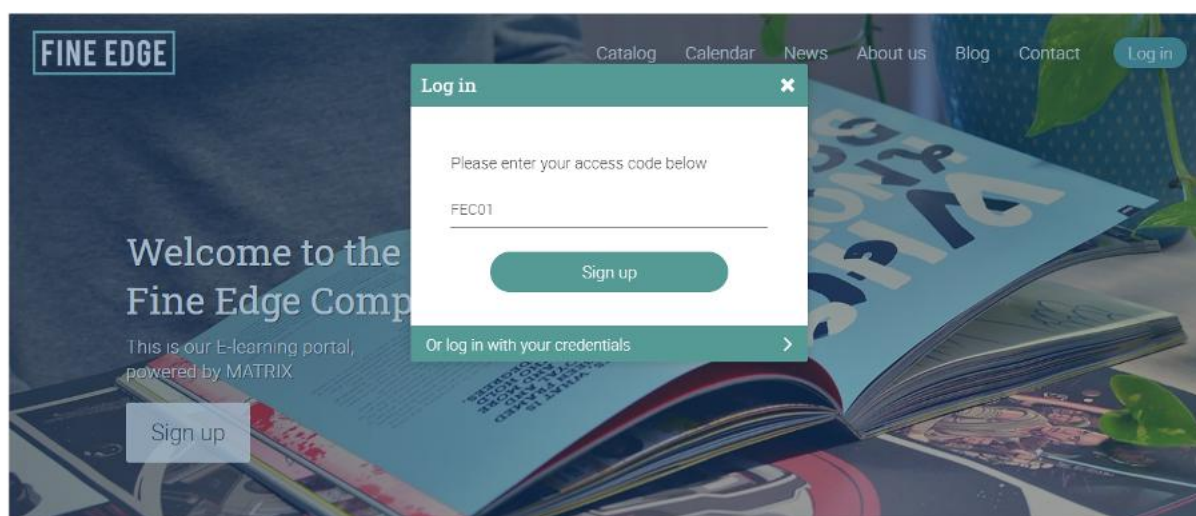 FINE EDGE
Catalog Calendar News About us Blog Contact Log in
Log in
Please enter your access code below
FEC01
Sign up
Or log in with your credentials
Welcome to the
Fine Edge Comp
This is our E-learning portal,
powered by MATRIX
Sign up